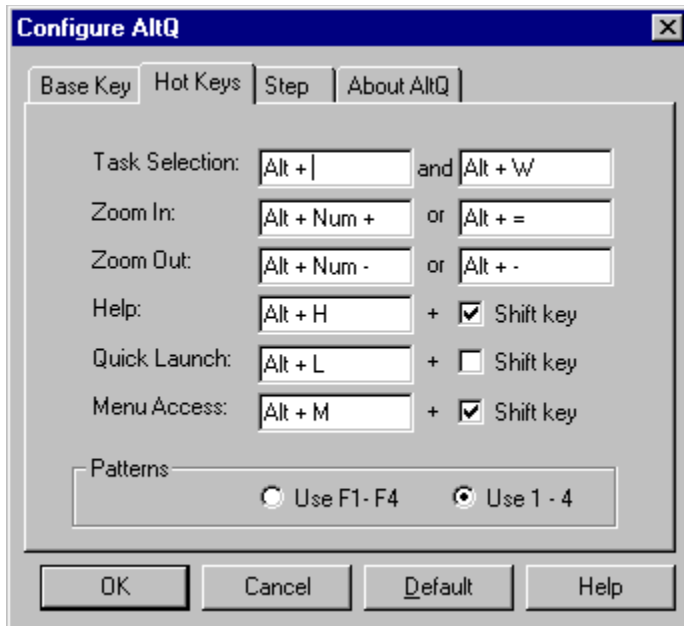 Configure AltQ
Base Key Hot Keys Step About AltQ
Task Selection: Alt + and Alt + W
Zoom In: Alt + Num + or Alt + =
Zoom Out: Alt + Num - or Alt + -
Help: Alt + H + Shift key
Quick Launch: Alt + L + Shift key
Menu Access: Alt + M + Shift key
Patterns
Use F1- F4 Use 1 - 4
OK Cancel Default Help